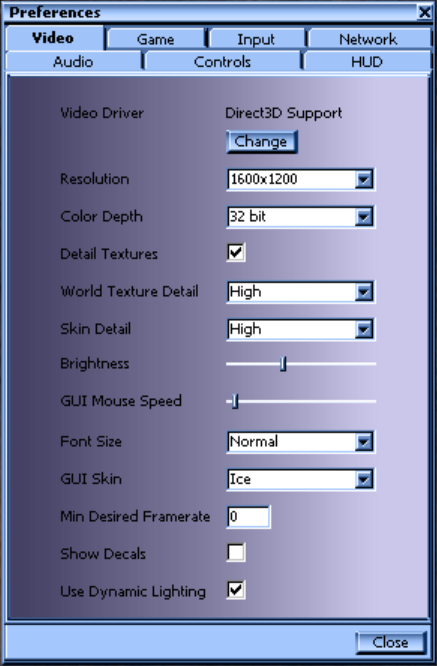 Preferences
Video Game Input Network
Audio Controls HUD
Video Driver Direct3D Support
Change
Resolution 1600x1200
Color Depth 32 bit
Detail Textures
World Texture Detail High
Skin Detail High
Brightness
GUI Mouse Speed
Font Size Normal
GUI Skin Ice
Min Desired Framerate 0
Show Decals
Use Dynamic Lighting
Close